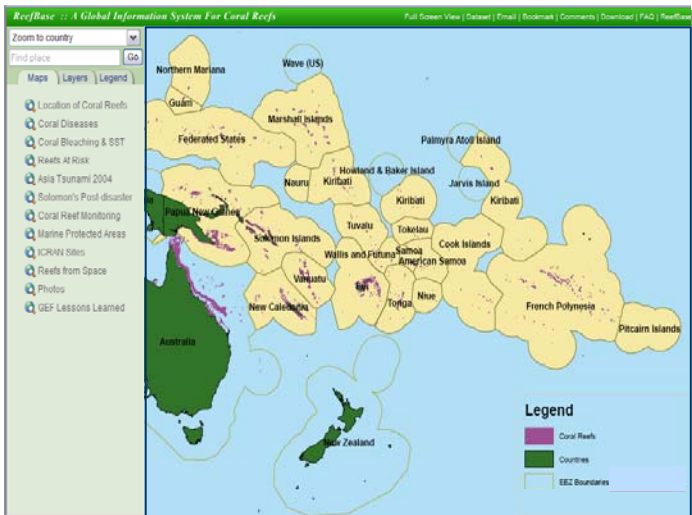 ReefBase :: A Global Information System For Coral Reefs
Full Screen View | Dataset | Email | Bookmark | Comments | Download | FAQ | ReefBase
Zoom to country
Find place Go
Maps Layers Legend
Location of Coral Reefs
Coral Diseases
Coral Bleaching & SST
Reefs At Risk
Asia Tsunami 2004
Solomon's Post-disaster
Coral Reef Monitoring
Marine Protected Areas
ICRAN Sites
Reefs from Space
Photos
GEF Lessons Learned
Wave (US)
Northern Mariana
Guam
Marshall Islands
Federated States
Palmyra Atoll Island
Howland & Baker Island
Nauru
Kiribati
Jarvis Island
Kiribati
Kiribati
Papua New Guinea
Solomon Islands
Tuvalu
Tokelau
Cook Islands
Wallis and Futuna
Samoa
American Samoa
Vanuatu
Fiji
New Caledonia
Tonga
Niue
French Polynesia
Pitcairn Islands
Australia
New Zealand
Legend
Coral Reefs
Countries
EEZ Boundaries